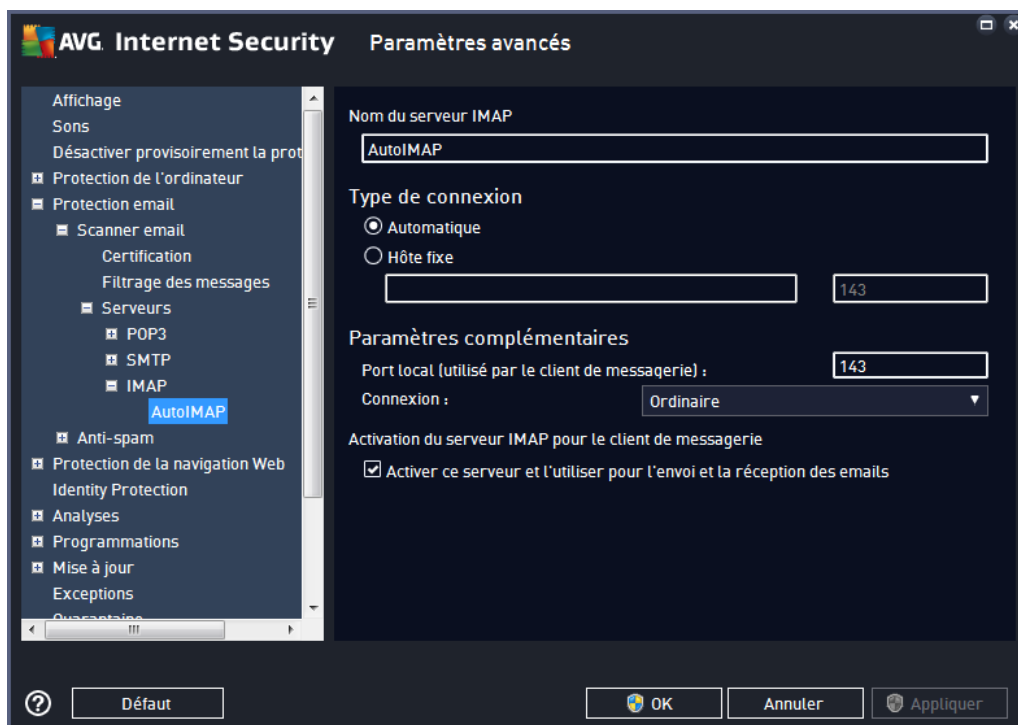 AVG. Internet Security Paramètres avancés
Affichage
Sons
Désactiver provisoirement la prot
Protection de l'ordinateur
Protection email
Scanner email
Certification
Filtrage des messages
Serveurs
POP3
SMTP
IMAP
AutoIMAP
Anti-spam
Protection de la navigation Web
Identity Protection
Analyses
Programmations
Mise à jour
Exceptions
Quarantaine
Nom du serveur IMAP
AutoIMAP
Type de connexion
Automatique
Hôte fixe
143
Paramètres complémentaires
Port local (utilisé par le client de messagerie) : 143
Connexion : Ordinaire
Activation du serveur IMAP pour le client de messagerie
Activer ce serveur et l'utiliser pour l'envoi et la réception des emails
? Défaut OK Annuler Appliquer